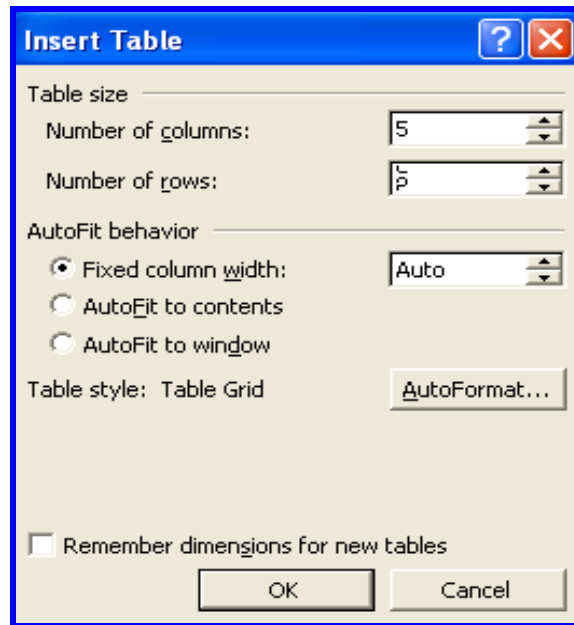 Insert Table
Table size
Number of columns: 5
Number of rows:
AutoFit behavior
Fixed column width: Auto
AutoFit to contents
AutoFit to window
Table style: Table Grid AutoFormat...
Remember dimensions for new tables
OK Cancel